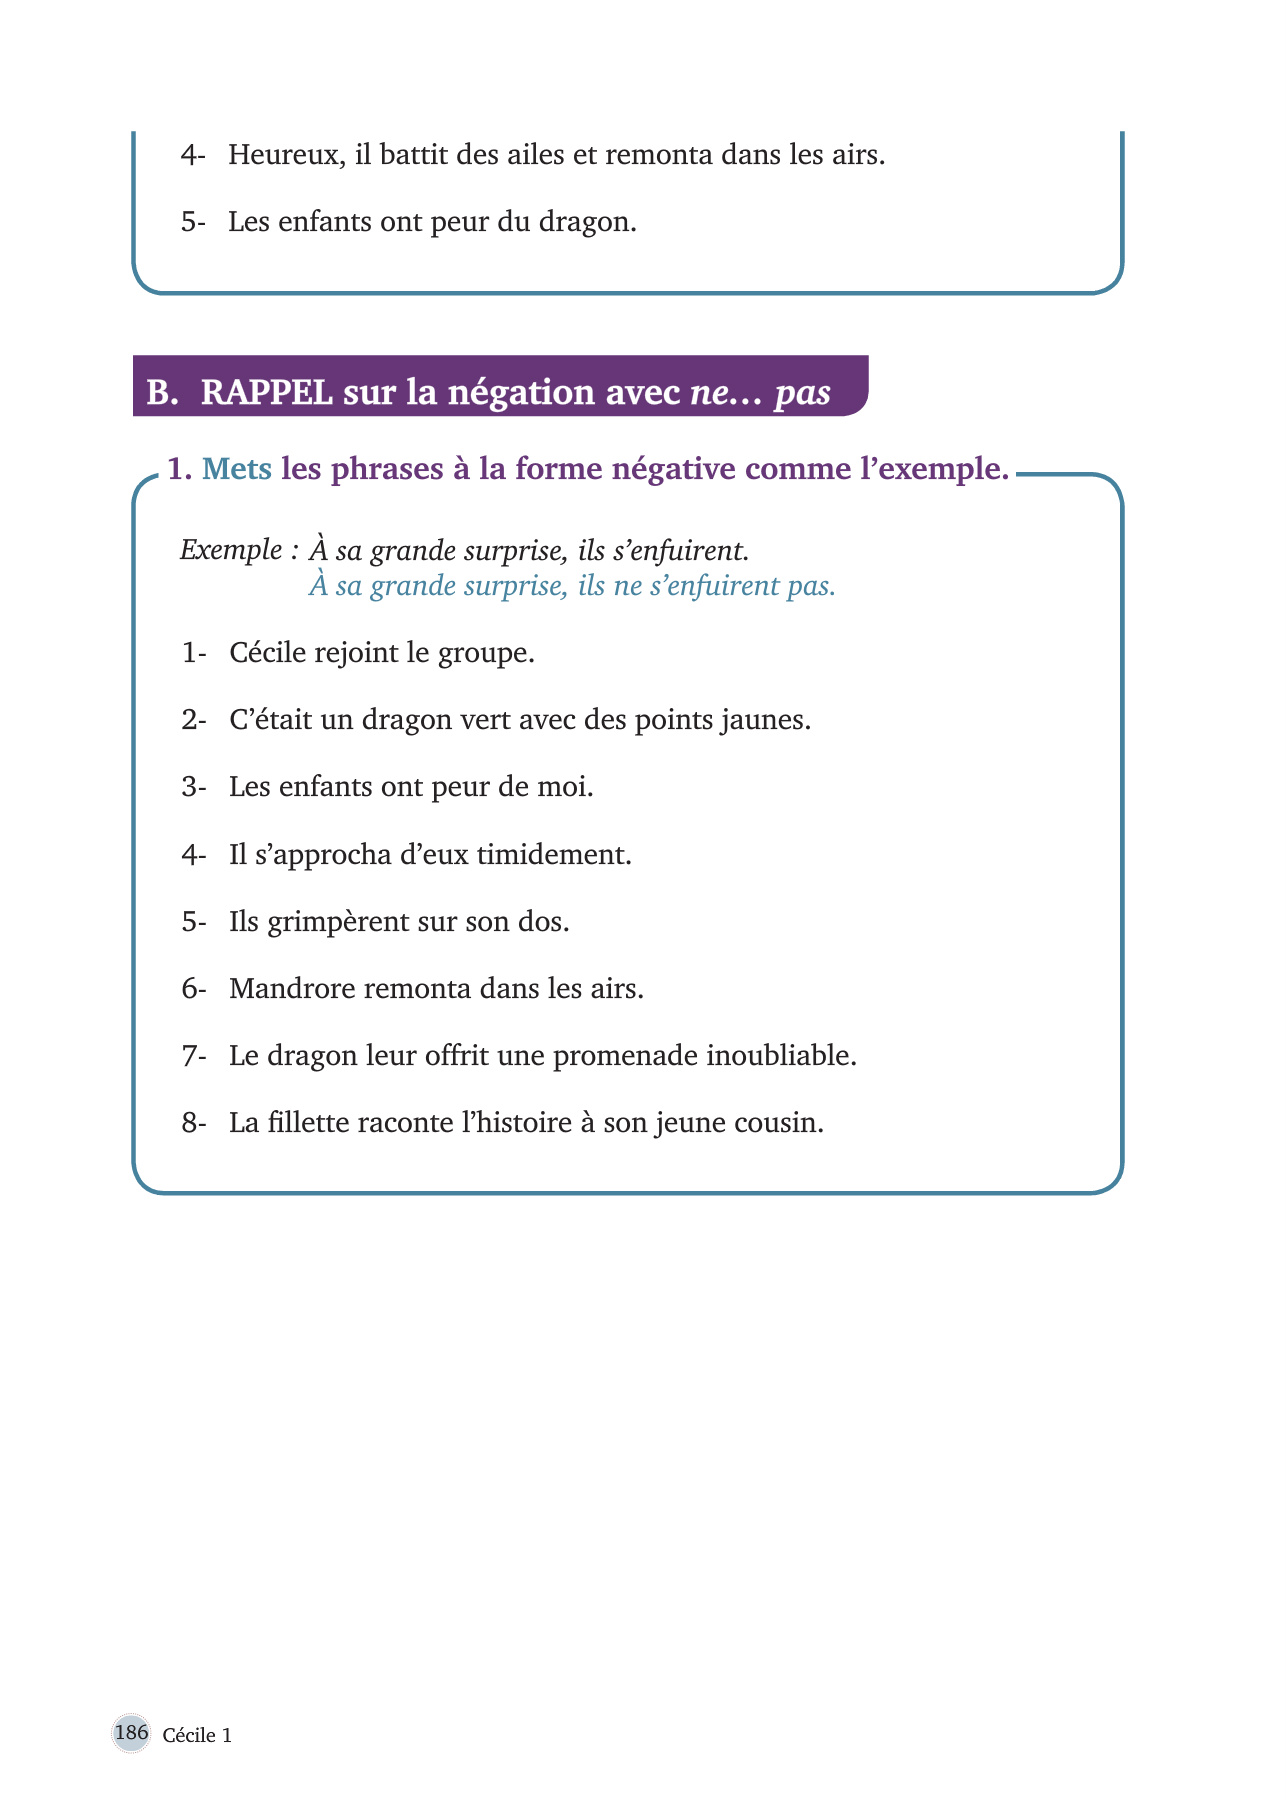 4- Heureux, il battit des ailes et remonta dans les airs.
5- Les enfants ont peur du dragon.
B. RAPPEL sur la négation avec ne… pas
1. Mets les phrases à la forme négative comme l’exemple.
Exemple : À sa grande surprise, ils s’enfuirent.
À sa grande surprise, ils ne s’enfuirent pas.
1- Cécile rejoint le groupe.
2- C’était un dragon vert avec des points jaunes.
3- Les enfants ont peur de moi.
4- Il s’approcha d’eux timidement.
5- Ils grimpèrent sur son dos.
6- Mandrore remonta dans les airs.
7- Le dragon leur offrit une promenade inoubliable.
8- La fillette raconte l’histoire à son jeune cousin.
186 Cécile 1